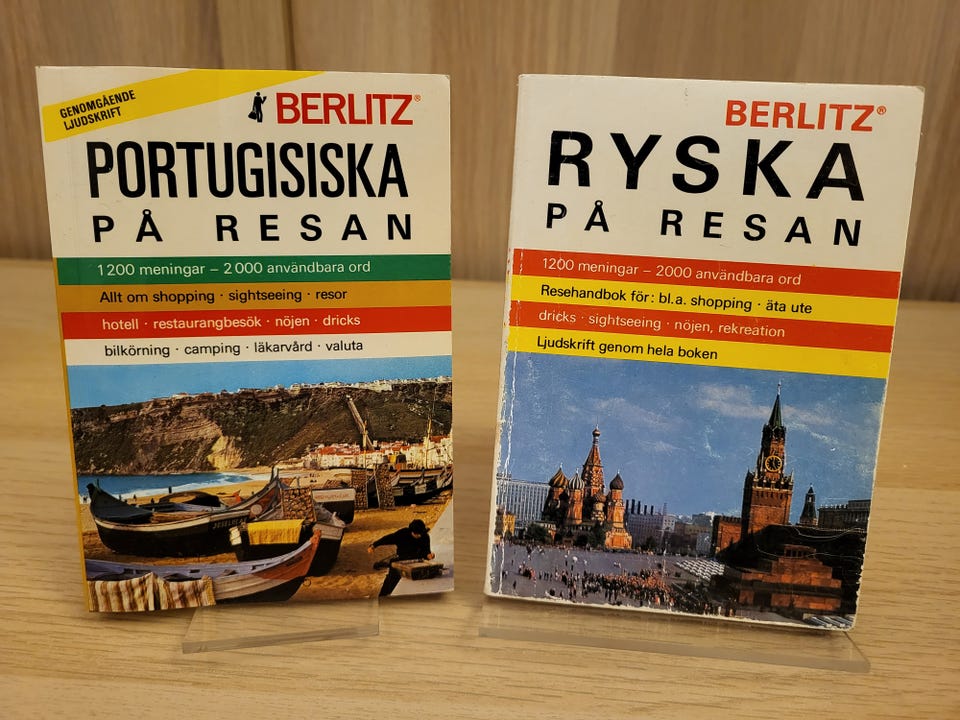 GENOMGÅENDE
LJUDSKRIFT
BERLITZ®
PORTUGISISKA
PÅ RESAN
1200 meningar – 2000 användbara ord
Allt om shopping · sightseeing · resor
hotell · restaurangbesök · nöjen · dricks
bilkörning · camping · läkarvård · valuta
BERLITZ®
RYSKA
PÅ RESAN
1200 meningar – 2000 användbara ord
Resehandbok för: bl.a. shopping · äta ute
dricks · sightseeing · nöjen, rekreation
Ljudskrift genom hela boken